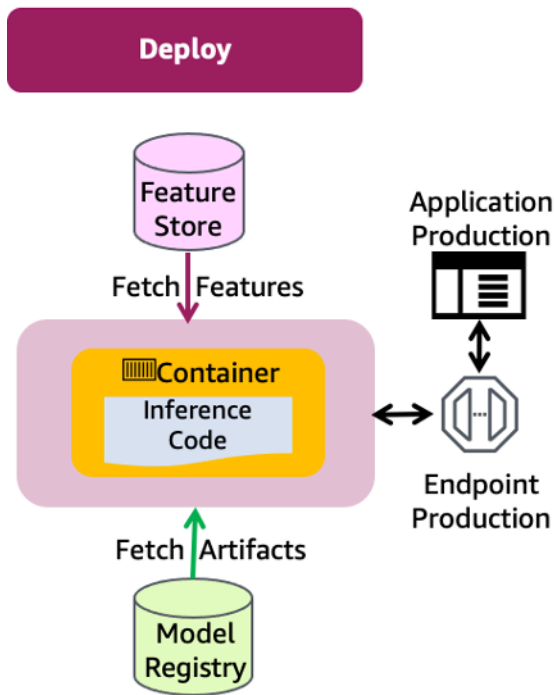 Deploy
Feature
Store
Fetch Features
Application
Production
Container
Inference
Code
Endpoint
Production
Fetch Artifacts
Model
Registry